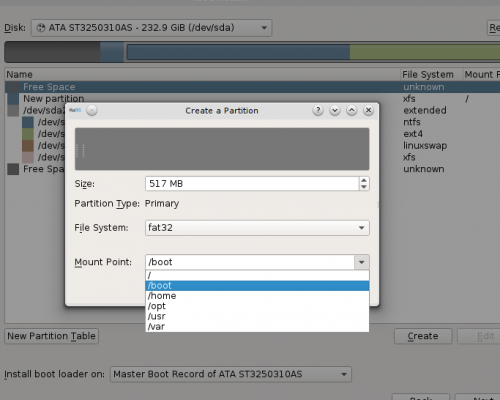 Disk: ATA ST3250310AS - 232.9 GiB (/dev/sda) Re
Name File System Mount P
Free Space unknown
New partition xfs /
/dev/sda2 extended
/dev/s ntfs
/dev/s ext4
/dev/s linuxswap
/dev/s xfs
Free Spa unknown
Create a Partition
Size: 517 MB
Partition Type: Primary
File System: fat32
Mount Point: /boot
/
/boot
/home
/opt
/usr
/var
New Partition Table Create Edit
Install boot loader on: Master Boot Record of ATA ST3250310AS
Back Next